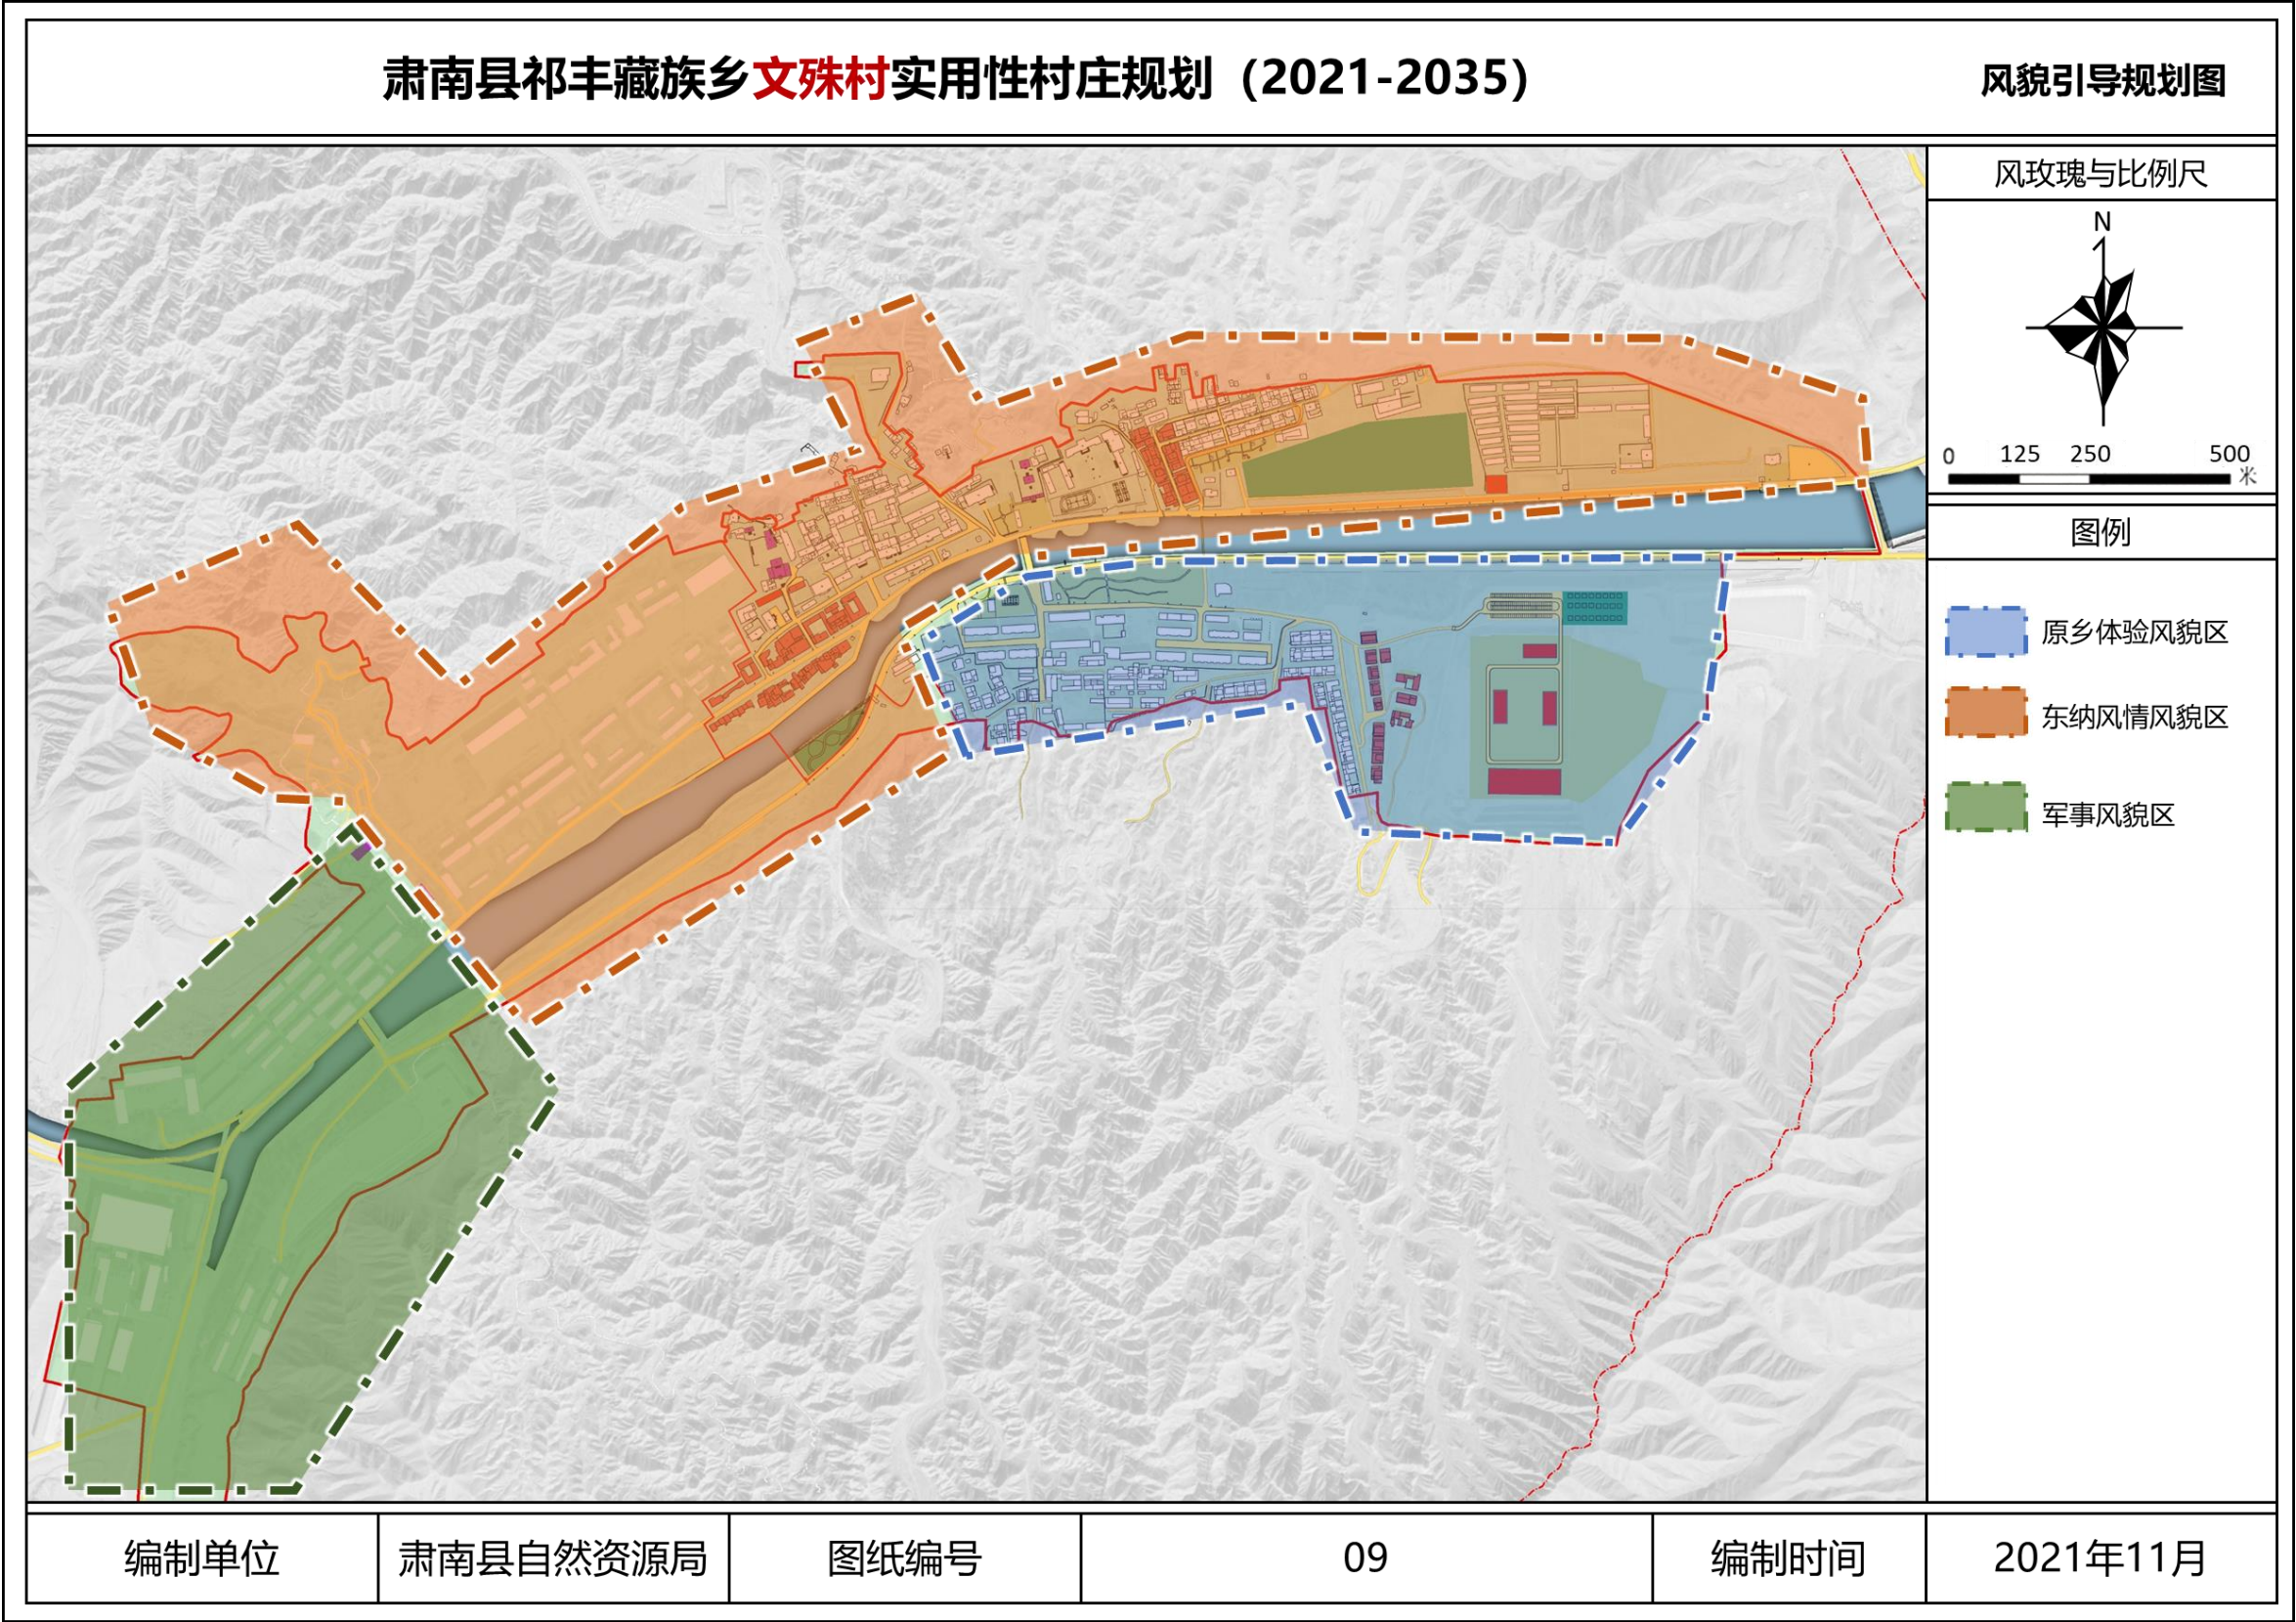 肃南县祁丰藏族乡文殊村实用性村庄规划（2021-2035）
风貌引导规划图
风玫瑰与比例尺
N
0 125 250 500
米
图例
原乡体验风貌区
东纳风情风貌区
军事风貌区
编制单位 肃南县自然资源局 图纸编号 09 编制时间 2021年11月